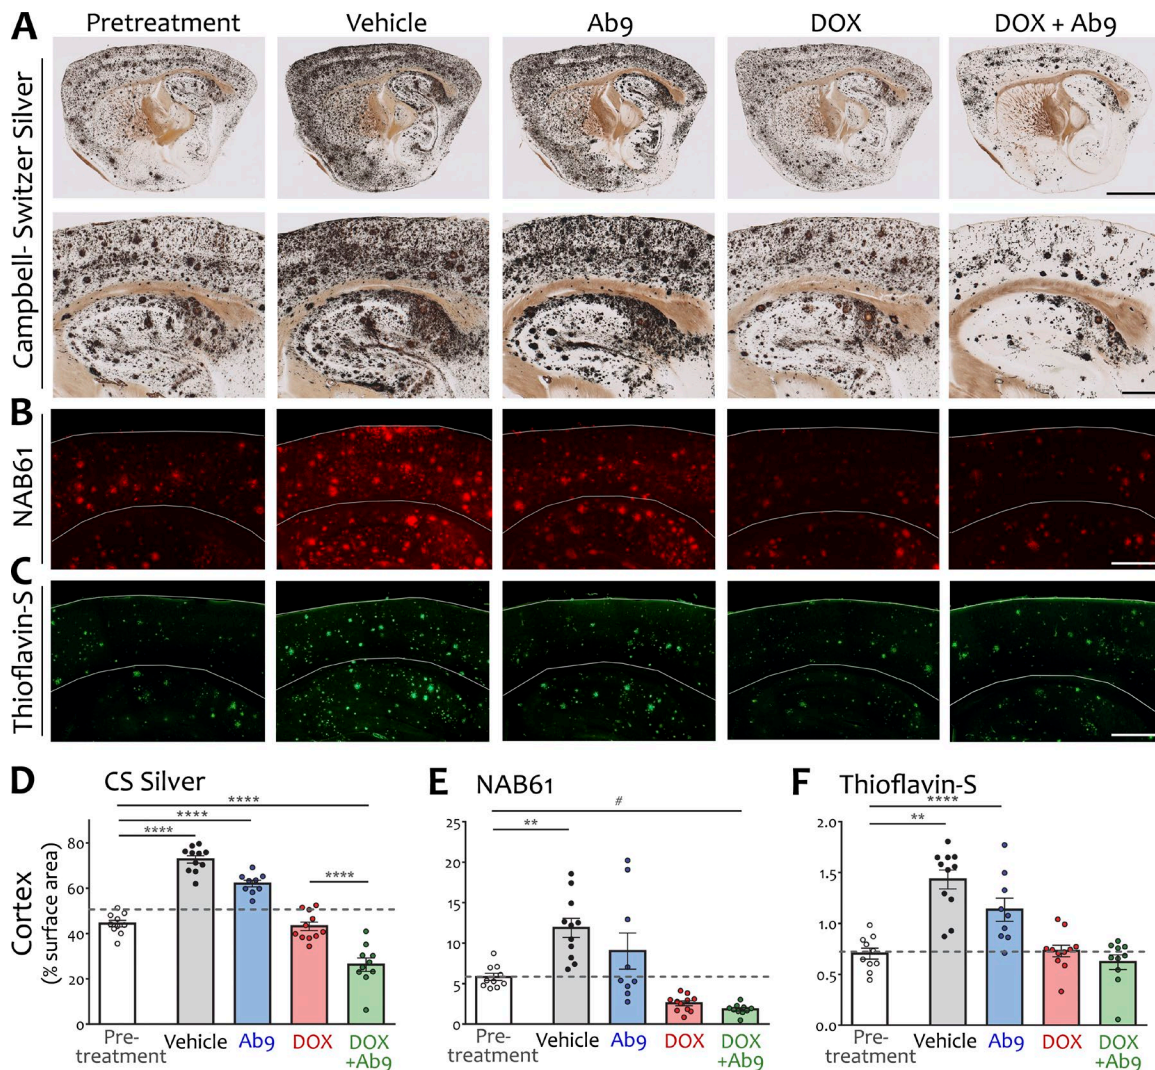 A Pretreatment Vehicle Ab9 DOX DOX + Ab9
Campbell- Switzer Silver
B
NAB61
C
Thioflavin-S
D CS Silver
E NAB61
F Thioflavin-S
Cortex
(% surface area)
****
****
****
****
80
60
40
20
0
Pre-
treatment
Vehicle
Ab9
DOX
DOX
+Ab9
#
**
25
20
15
10
5
0
Pre-
treatment
Vehicle
Ab9
DOX
DOX
+Ab9
****
**
2.0
1.5
1.0
0.5
0.0
Pre-
treatment
Vehicle
Ab9
DOX
DOX
+Ab9